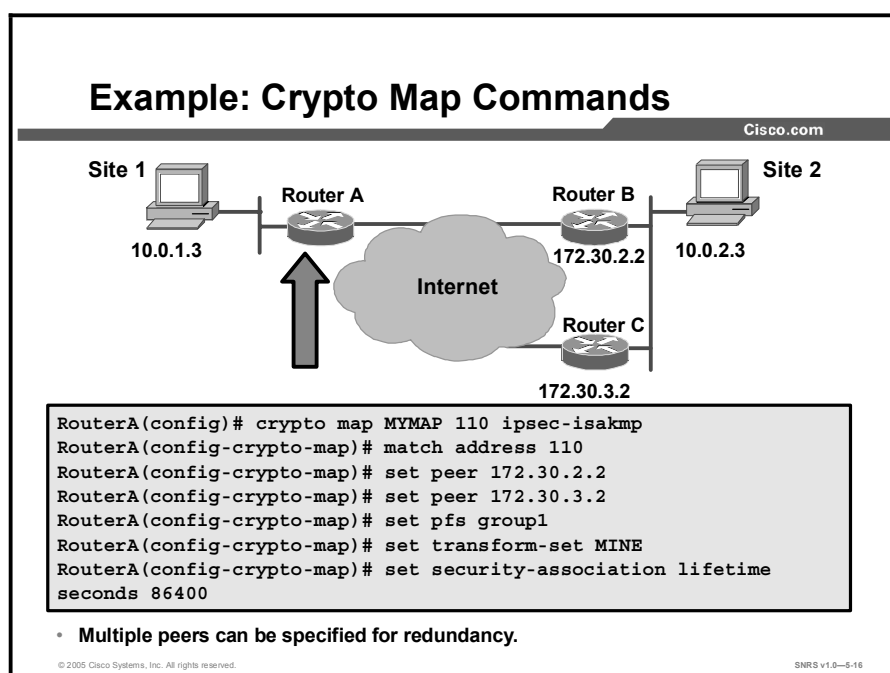 Example: Crypto Map Commands
Cisco.com
Site 1
Site 2
Router A
Router B
10.0.1.3
172.30.2.2
10.0.2.3
Internet
Router C
172.30.3.2
RouterA(config)# crypto map MYMAP 110 ipsec-isakmp
RouterA(config-crypto-map)# match address 110
RouterA(config-crypto-map)# set peer 172.30.2.2
RouterA(config-crypto-map)# set peer 172.30.3.2
RouterA(config-crypto-map)# set pfs group1
RouterA(config-crypto-map)# set transform-set MINE
RouterA(config-crypto-map)# set security-association lifetime
seconds 86400
• Multiple peers can be specified for redundancy.
© 2005 Cisco Systems, Inc. All rights reserved.
SNRS v1.0—5-16